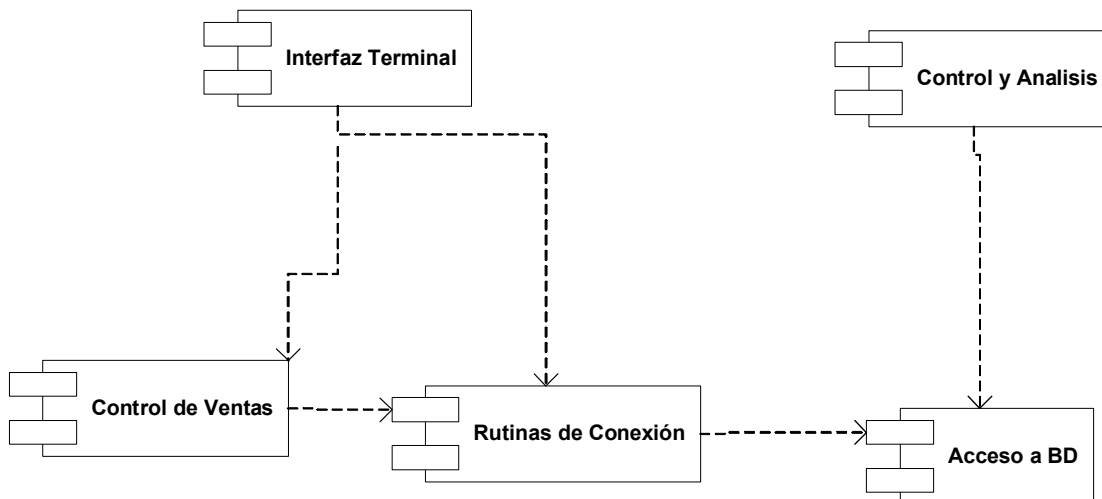 Interfaz Terminal
Control y Analisis
Control de Ventas
Rutinas de Conexión
Acceso a BD